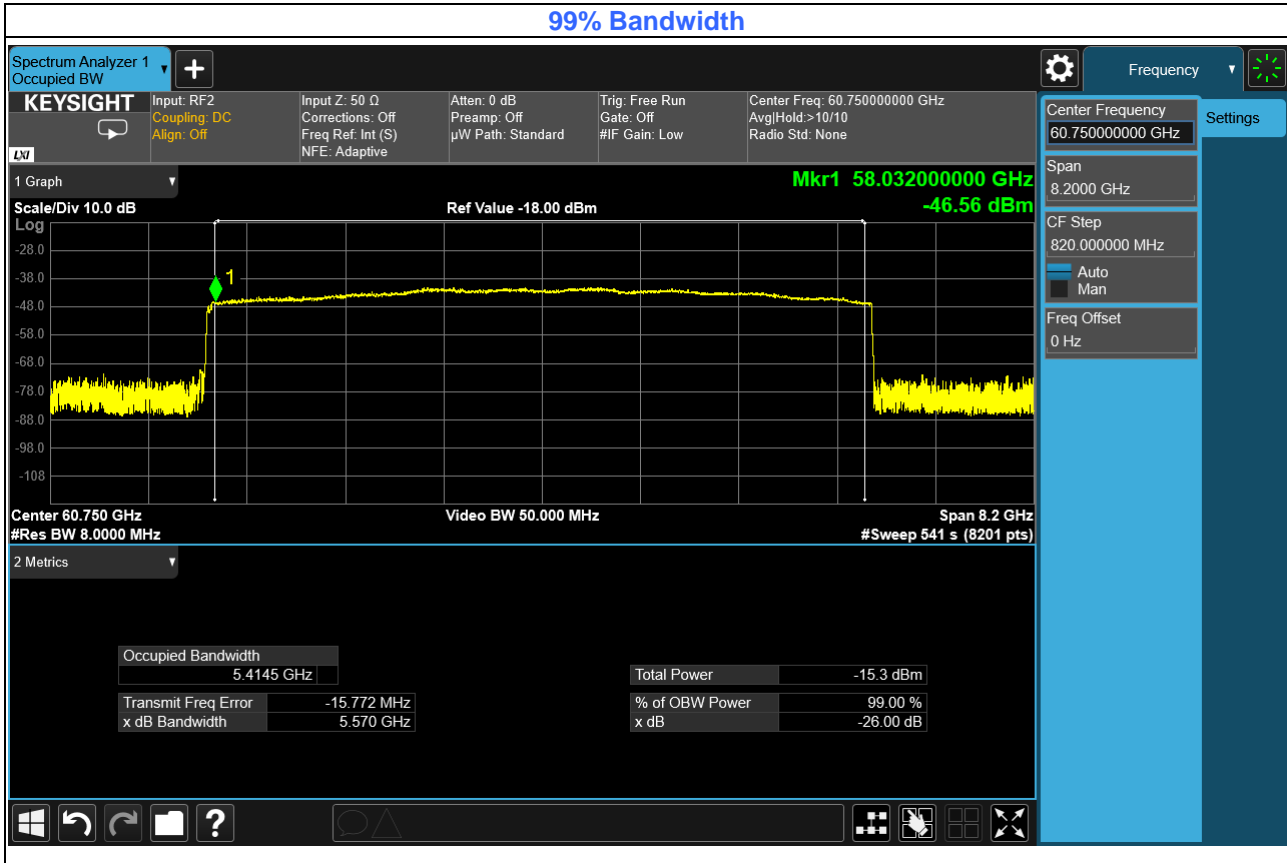 99% Bandwidth
Spectrum Analyzer 1
Occupied BW
Frequency
KEYSIGHT
LXI
Input: RF2
Coupling: DC
Align: Off
Input Z: 50 Ω
Corrections: Off
Freq Ref: Int (S)
NFE: Adaptive
Atten: 0 dB
Preamp: Off
µW Path: Standard
Trig: Free Run
Gate: Off
#IF Gain: Low
Center Freq: 60.750000000 GHz
Avg|Hold:>10/10
Radio Std: None
Center Frequency
60.750000000 GHz
Settings
Span
8.2000 GHz
CF Step
820.000000 MHz
Auto
Man
Freq Offset
0 Hz
1 Graph
Mkr1 58.032000000 GHz
-46.56 dBm
Scale/Div 10.0 dB
Ref Value -18.00 dBm
Log
-28.0
-38.0
-48.0
-58.0
-68.0
-78.0
-88.0
-98.0
-108
1
Center 60.750 GHz
Video BW 50.000 MHz
Span 8.2 GHz
#Res BW 8.0000 MHz
#Sweep 541 s (8201 pts)
2 Metrics
Occupied Bandwidth
5.4145 GHz
Transmit Freq Error -15.772 MHz
x dB Bandwidth 5.570 GHz
Total Power -15.3 dBm
% of OBW Power 99.00 %
x dB -26.00 dB
?